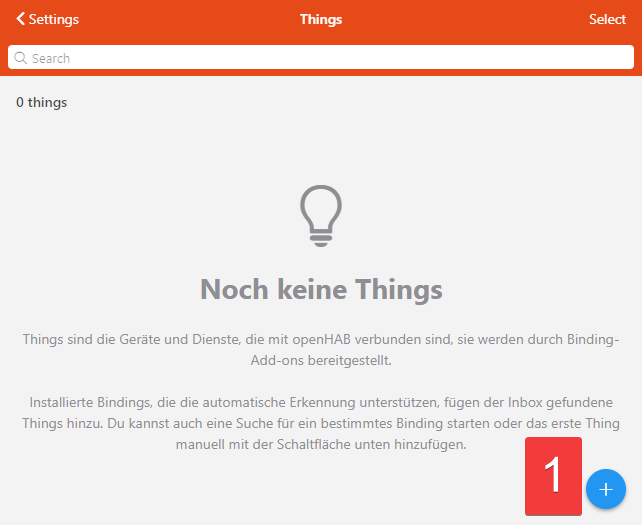 Settings Things Select
Search
0 things
Noch keine Things
Things sind die Geräte und Dienste, die mit openHAB verbunden sind, sie werden durch Binding-
Add-ons bereitgestellt.
Installierte Bindings, die die automatische Erkennung unterstützen, fügen der Inbox gefundene
Things hinzu. Du kannst auch eine Suche für ein bestimmtes Binding starten oder das erste Thing
manuell mit der Schaltfläche unten hinzufügen.
1